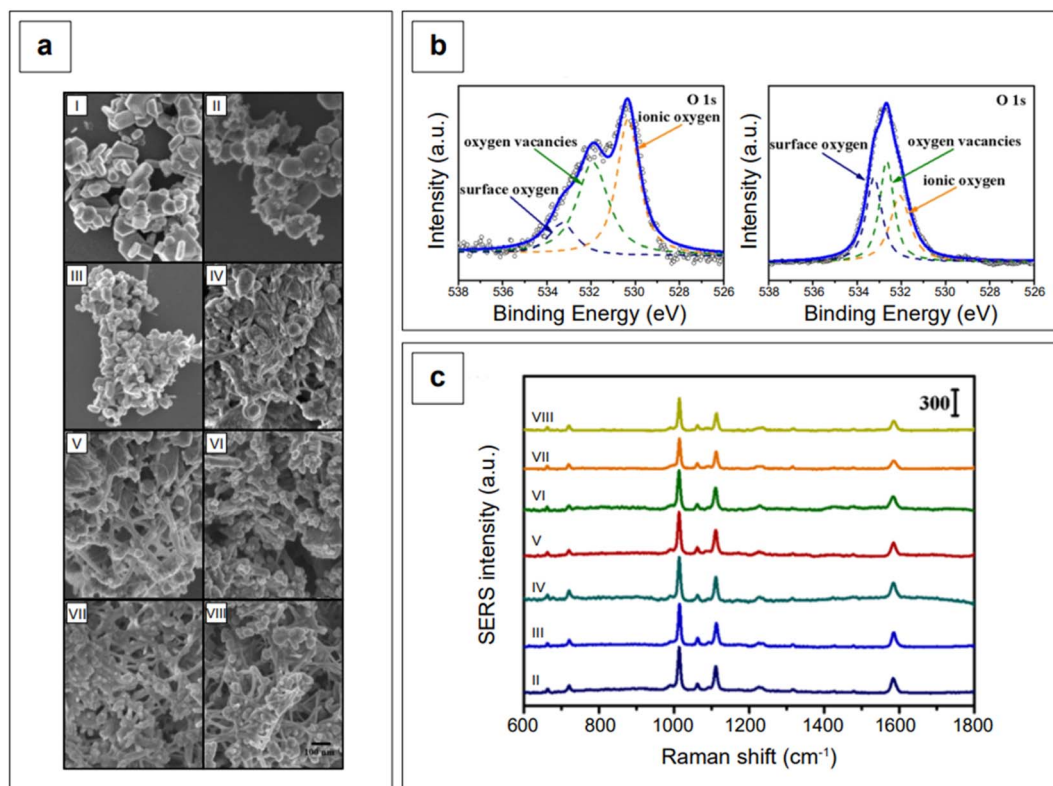 a
I
II
III
IV
V
VI
VII
VIII
100 nm
b
Intensity (a.u.)
oxygen vacancies
surface oxygen
ionic oxygen
O 1s
538 536 534 532 530 528 526
Binding Energy (eV)
Intensity (a.u.)
surface oxygen
oxygen vacancies
ionic oxygen
O 1s
538 536 534 532 530 528 526
Binding Energy (eV)
c
300
SERS intensity (a.u.)
VIII
VII
VI
V
IV
III
II
600 800 1000 1200 1400 1600 1800
Raman shift (cm-1)